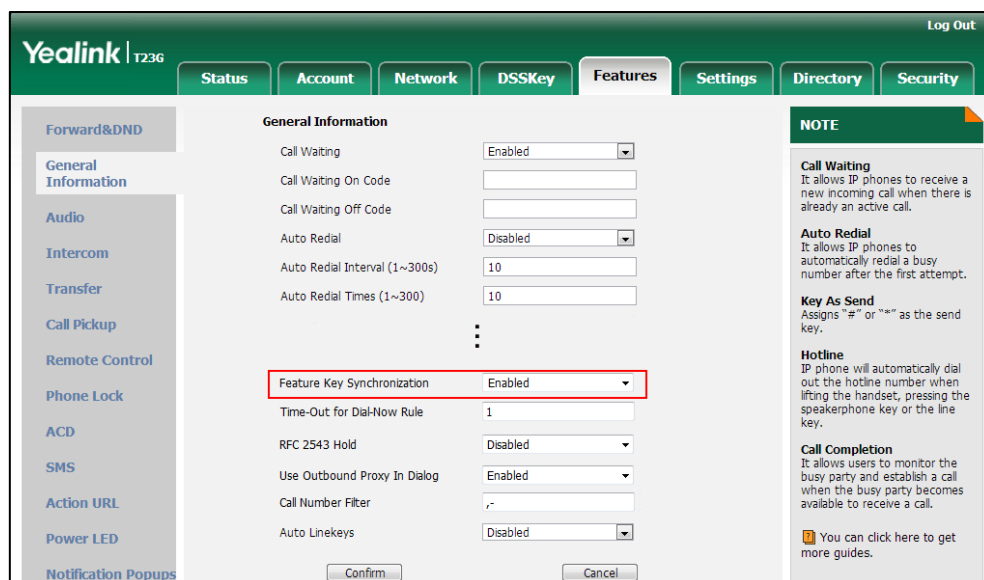 Log Out
Yealink T23G
Status Account Network DSSKey Features Settings Directory Security
Forward&DND
General
Information
Audio
Intercom
Transfer
Call Pickup
Remote Control
Phone Lock
ACD
SMS
Action URL
Power LED
Notification Popups
General Information
Call Waiting Enabled
Call Waiting On Code
Call Waiting Off Code
Auto Redial Disabled
Auto Redial Interval (1~300s) 10
Auto Redial Times (1~300) 10
Feature Key Synchronization Enabled
Time-Out for Dial-Now Rule 1
RFC 2543 Hold Disabled
Use Outbound Proxy In Dialog Enabled
Call Number Filter ,-
Auto Linekeys Disabled
Confirm Cancel
NOTE
Call Waiting
It allows IP phones to receive a
new incoming call when there is
already an active call.
Auto Redial
It allows IP phones to
automatically redial a busy
number after the first attempt.
Key As Send
Assigns "#" or "*" as the send
key.
Hotline
IP phone will automatically dial
out the hotline number when
lifting the handset, pressing the
speakerphone key or the line
key.
Call Completion
It allows users to monitor the
busy party and establish a call
when the busy party becomes
available to receive a call.
You can click here to get
more guides.